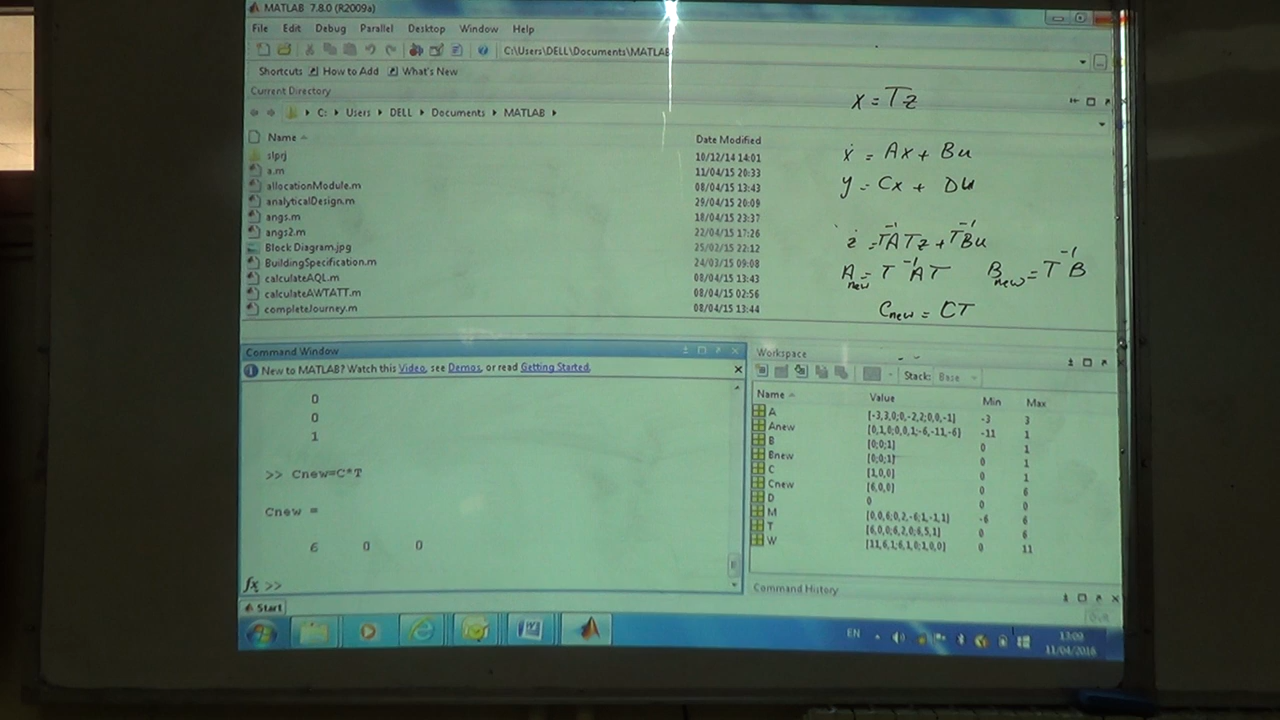 MATLAB 7.8.0 (R2009a)
File Edit Debug Parallel Desktop Window Help
C:\Users\DELL\Documents\MATLAB
Shortcuts How to Add What's New
Current Directory
C: Users DELL Documents MATLAB
Name Date Modified
slprj 10/12/14 14:01
a.m 11/04/15 20:33
allocationModule.m 08/04/15 13:43
analyticalDesign.m 29/04/15 20:09
angs.m 18/04/15 23:37
angs2.m 22/04/15 17:26
Block Diagram.jpg 25/02/15 22:12
BuildingSpecification.m 24/03/15 09:08
calculateAQL.m 08/04/15 13:43
calculateAWTATT.m 08/04/15 02:56
completeJourney.m 08/04/15 13:44
x = Tz
ẋ = Ax + Bu
y = Cx + Du
ż = T⁻¹ATz + T⁻¹Bu
Anew = T⁻¹AT Bnew = T⁻¹B
Cnew = CT
Command Window
New to MATLAB? Watch this Video, see Demos, or read Getting Started.
0
0
1
>> Cnew=C*T
Cnew =
6 0 0
fx >>
Workspace
Stack: Base
Name Value Min Max
A [-3,3,0;0,-2,2;0,0,-1] -3 3
Anew [0,1,0;0,0,1;-6,-11,-6] -11 1
B [0;0;1] 0 1
Bnew [0;0;1] 0 1
C [1,0,0] 0 1
Cnew [6,0,0] 0 6
D 0 0 0
M [0,0,6;0,2,-6;1,-1,1] -6 6
T [6,0,0;6,2,0;6,5,1] 0 6
W [11,6,1;6,1,0;1,0,0] 0 11
Command History
Start
EN
13:09
11/04/2016